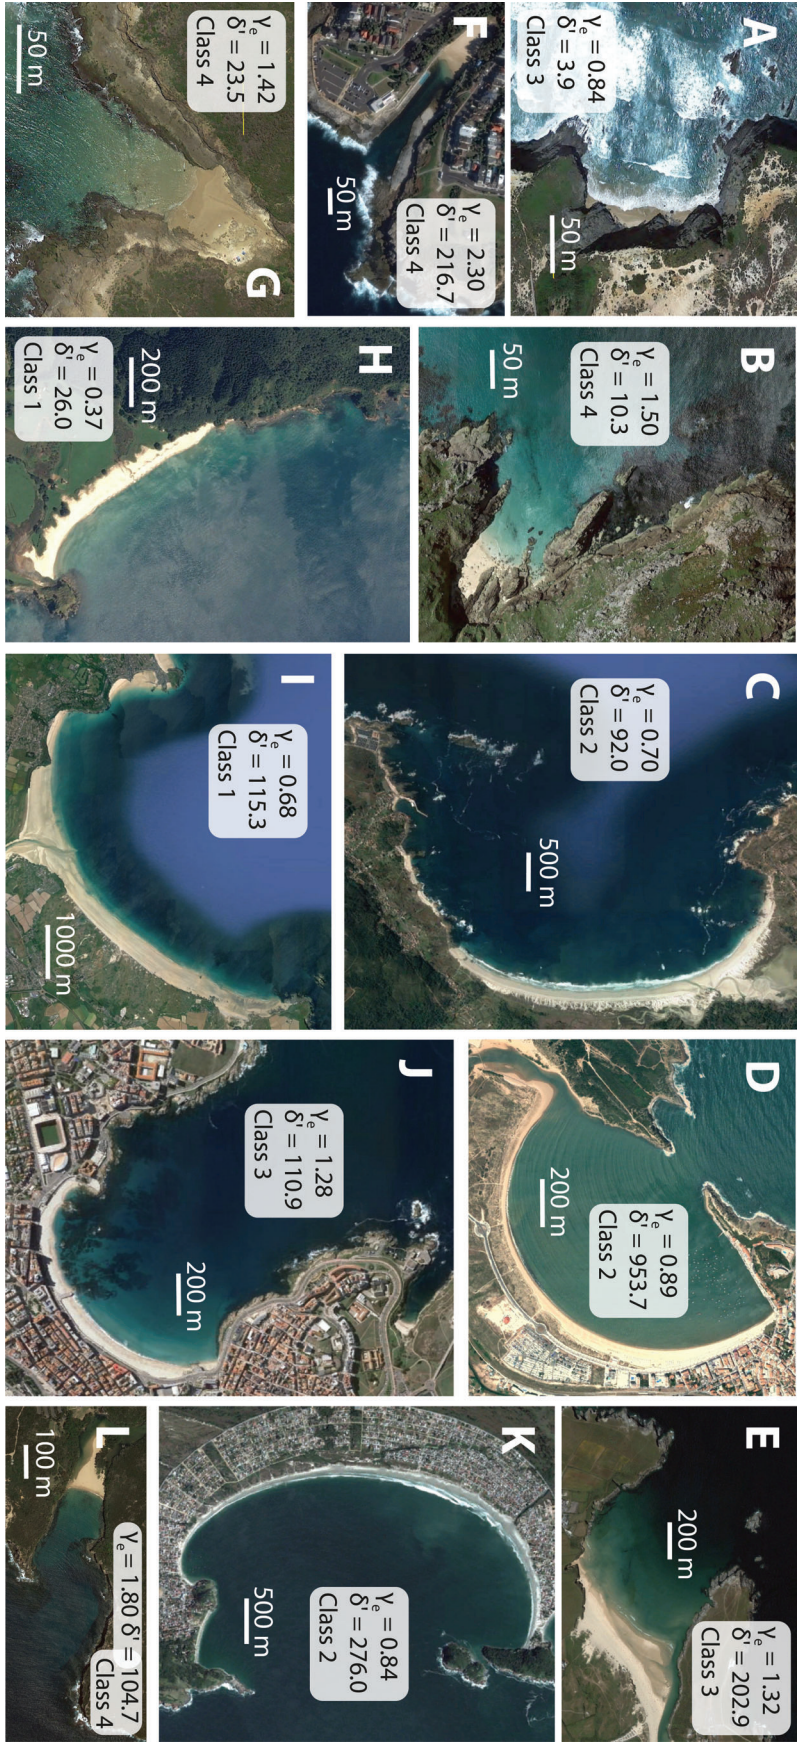 A
γe = 0.84
δ' = 3.9
Class 3
50 m
B
γe = 1.50
δ' = 10.3
Class 4
50 m
C
γe = 0.70
δ' = 92.0
Class 2
500 m
D
γe = 0.89
δ' = 953.7
Class 2
200 m
E
γe = 1.32
δ' = 202.9
Class 3
200 m
F
γe = 2.30
δ' = 216.7
Class 4
50 m
G
γe = 1.42
δ' = 23.5
Class 4
50 m
H
γe = 0.37
δ' = 26.0
Class 1
200 m
I
γe = 0.68
δ' = 115.3
Class 1
1000 m
J
γe = 1.28
δ' = 110.9
Class 3
200 m
K
γe = 0.84
δ' = 276.0
Class 2
500 m
L
γe = 1.80 δ' = 104.7
Class 4
100 m